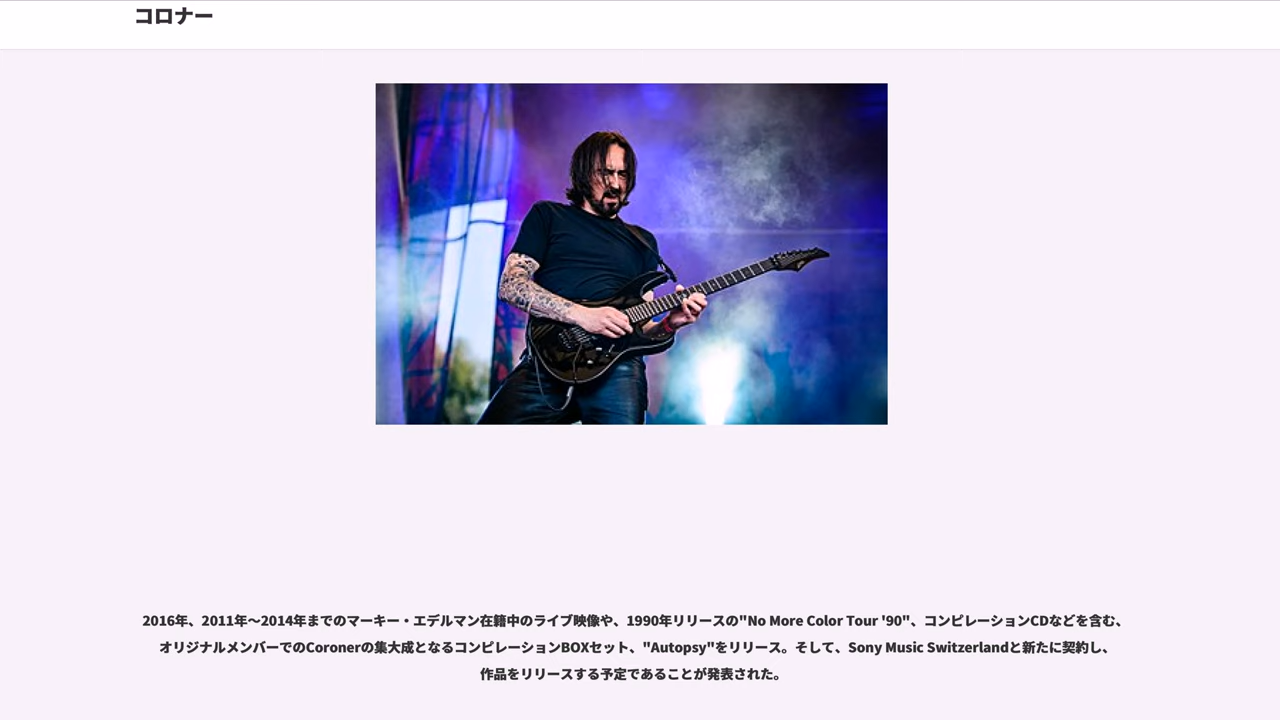 コロナー
2016年、2011年〜2014年までのマーキー・エデルマン在籍中のライブ映像や、1990年リリースの"No More Color Tour '90"、コンピレーションCDなどを含む、
オリジナルメンバーでのCoronerの集大成となるコンピレーションBOXセット、"Autopsy"をリリース。そして、Sony Music Switzerlandと新たに契約し、
作品をリリースする予定であることが発表された。